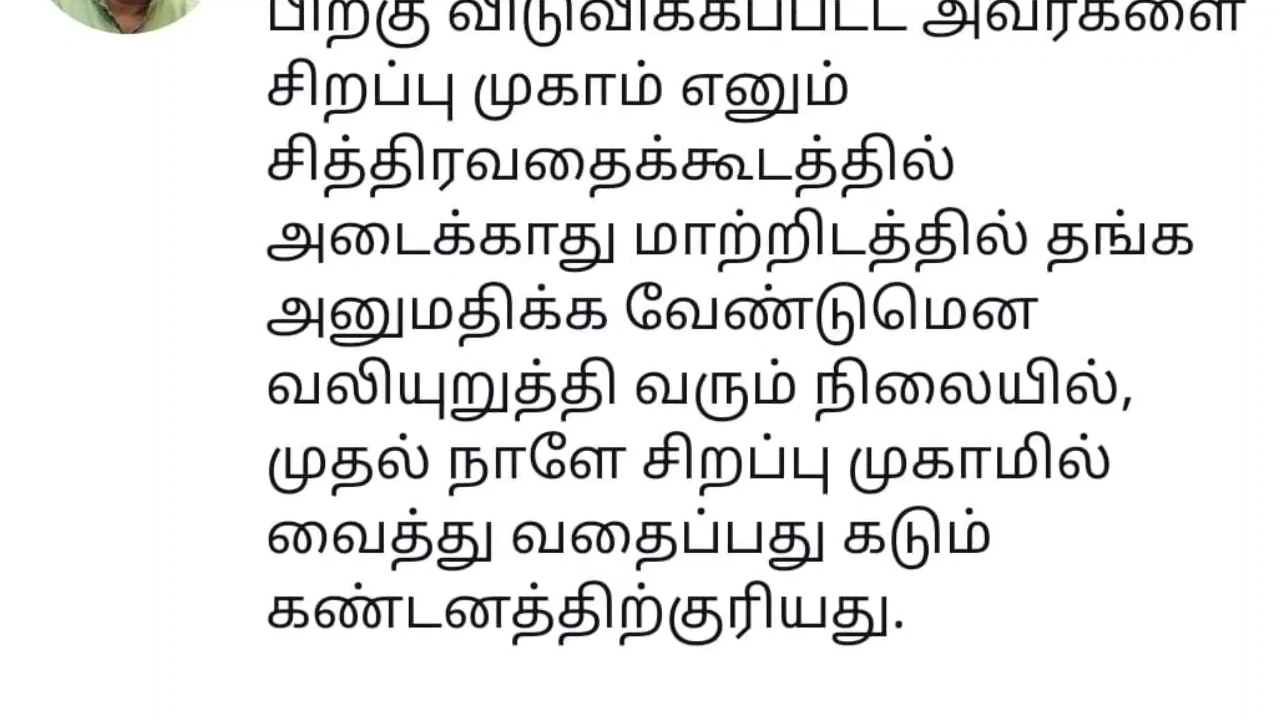 பிறகு விடுவிக்கப்பட்ட அவர்களை
சிறப்பு முகாம் எனும்
சித்திரவதைக்கூடத்தில்
அடைக்காது மாற்றிடத்தில் தங்க
அனுமதிக்க வேண்டுமென
வலியுறுத்தி வரும் நிலையில்,
முதல் நாளே சிறப்பு முகாமில்
வைத்து வதைப்பது கடும்
கண்டனத்திற்குரியது.